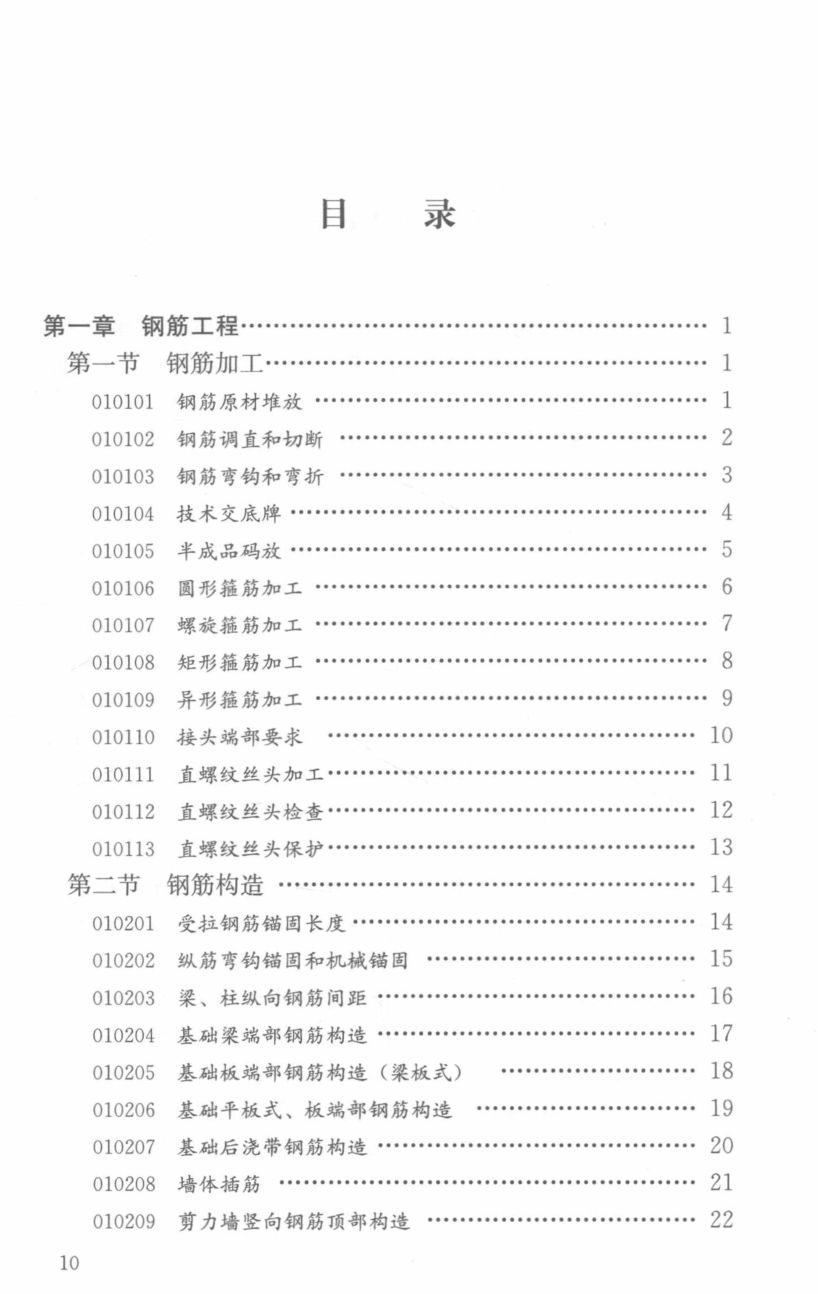 目 录
第一章 钢筋工程…………………………………………… 1
第一节 钢筋加工…………………………………………… 1
010101 钢筋原材堆放 …………………………………… 1
010102 钢筋调直和切断 ………………………………… 2
010103 钢筋弯钩和弯折 ………………………………… 3
010104 技术交底牌 ……………………………………… 4
010105 半成品码放 ……………………………………… 5
010106 圆形箍筋加工 …………………………………… 6
010107 螺旋箍筋加工 …………………………………… 7
010108 矩形箍筋加工 …………………………………… 8
010109 异形箍筋加工 …………………………………… 9
010110 接头端部要求 …………………………………… 10
010111 直螺纹丝头加工………………………………… 11
010112 直螺纹丝头检查………………………………… 12
010113 直螺纹丝头保护………………………………… 13
第二节 钢筋构造 ………………………………………… 14
010201 受拉钢筋锚固长度……………………………… 14
010202 纵筋弯钩锚固和机械锚固 ……………………… 15
010203 梁、柱纵向钢筋间距 …………………………… 16
010204 基础梁端部钢筋构造 …………………………… 17
010205 基础板端部钢筋构造（梁板式） ………………… 18
010206 基础平板式、板端部钢筋构造 ………………… 19
010207 基础后浇带钢筋构造 …………………………… 20
010208 墙体插筋 ………………………………………… 21
010209 剪力墙竖向钢筋顶部构造 ……………………… 22
10